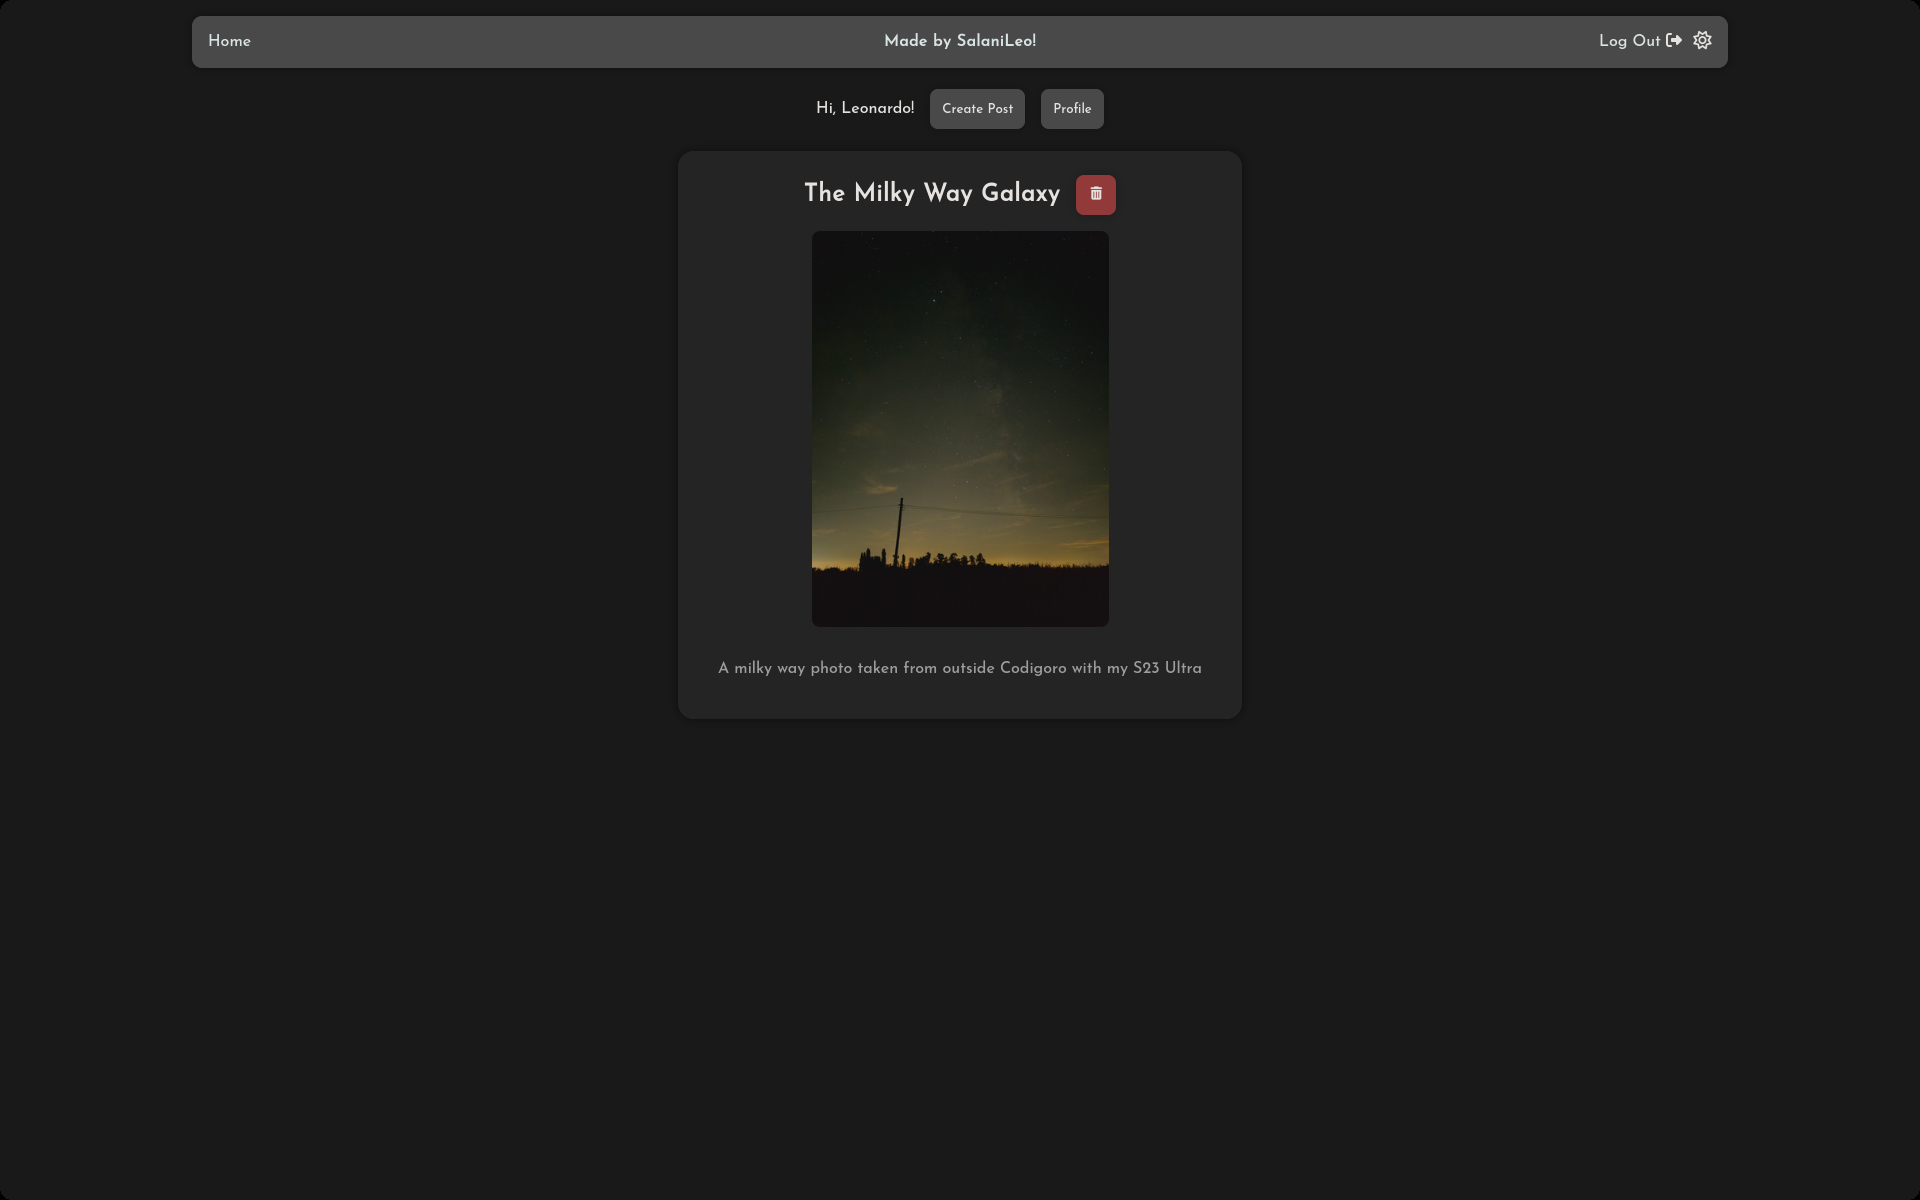 Home
Made by SalaniLeo!
Log Out
Hi, Leonardo!
Create Post
Profile
The Milky Way Galaxy
A milky way photo taken from outside Codigoro with my S23 Ultra